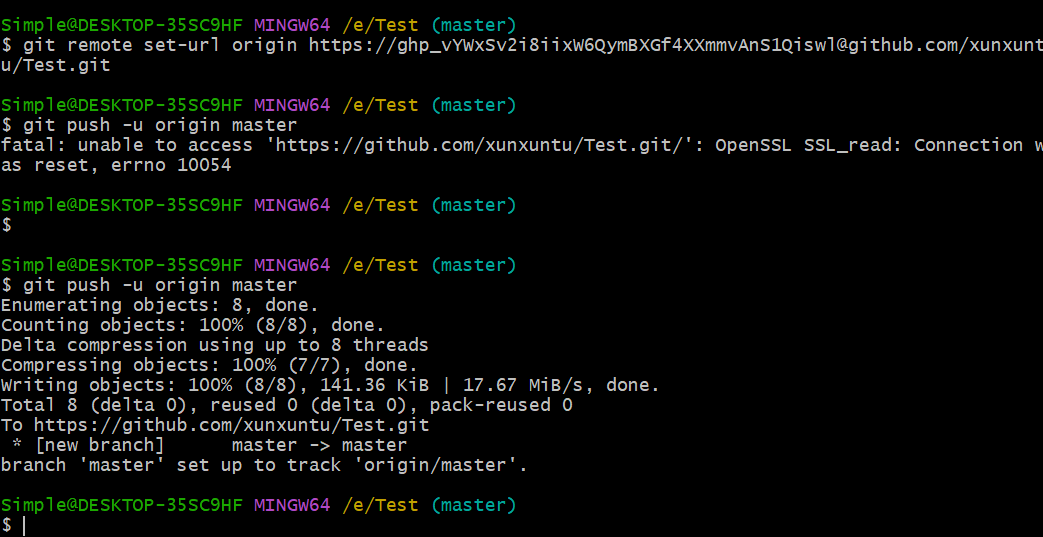 Simple@DESKTOP-35SC9HF MINGW64 /e/Test (master)
$ git remote set-url origin https://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@github.com/xunxunt
u/Test.git
Simple@DESKTOP-35SC9HF MINGW64 /e/Test (master)
$ git push -u origin master
fatal: unable to access 'https://github.com/xunxuntu/Test.git/': OpenSSL SSL_read: Connection w
as reset, errno 10054
Simple@DESKTOP-35SC9HF MINGW64 /e/Test (master)
$
Simple@DESKTOP-35SC9HF MINGW64 /e/Test (master)
$ git push -u origin master
Enumerating objects: 8, done.
Counting objects: 100% (8/8), done.
Delta compression using up to 8 threads
Compressing objects: 100% (7/7), done.
Writing objects: 100% (8/8), 141.36 KiB | 17.67 MiB/s, done.
Total 8 (delta 0), reused 0 (delta 0), pack-reused 0
To https://github.com/xunxuntu/Test.git
 * [new branch]      master -> master
branch 'master' set up to track 'origin/master'.
Simple@DESKTOP-35SC9HF MINGW64 /e/Test (master)
$